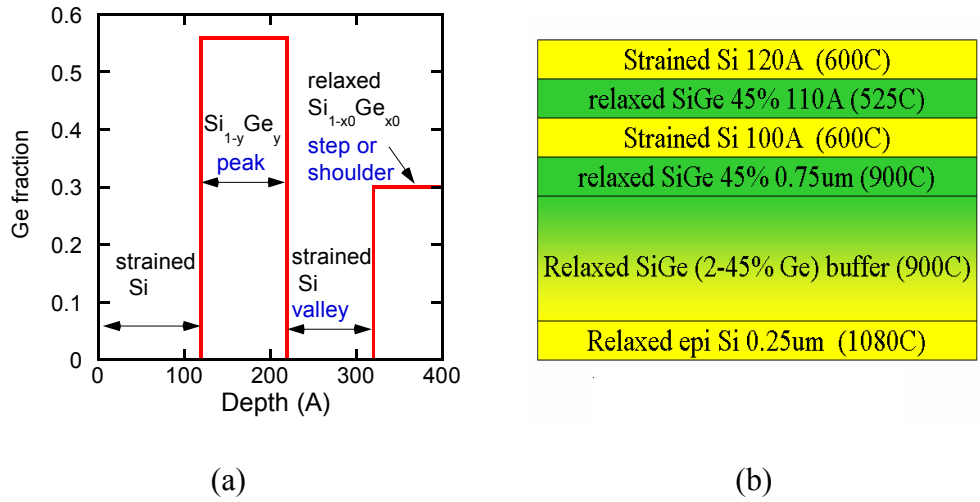 0.6
0.5
0.4
0.3
0.2
0.1
0
Ge fraction
0
100
200
300
400
Depth (A)
strained
Si
Si1-yGey
peak
strained
Si
valley
relaxed
Si1-x0Gex0
step or
shoulder
(a)
Strained Si 120A (600C)
relaxed SiGe 45% 110A (525C)
Strained Si 100A (600C)
relaxed SiGe 45% 0.75um (900C)
Relaxed SiGe (2-45% Ge) buffer (900C)
Relaxed epi Si 0.25um (1080C)
(b)